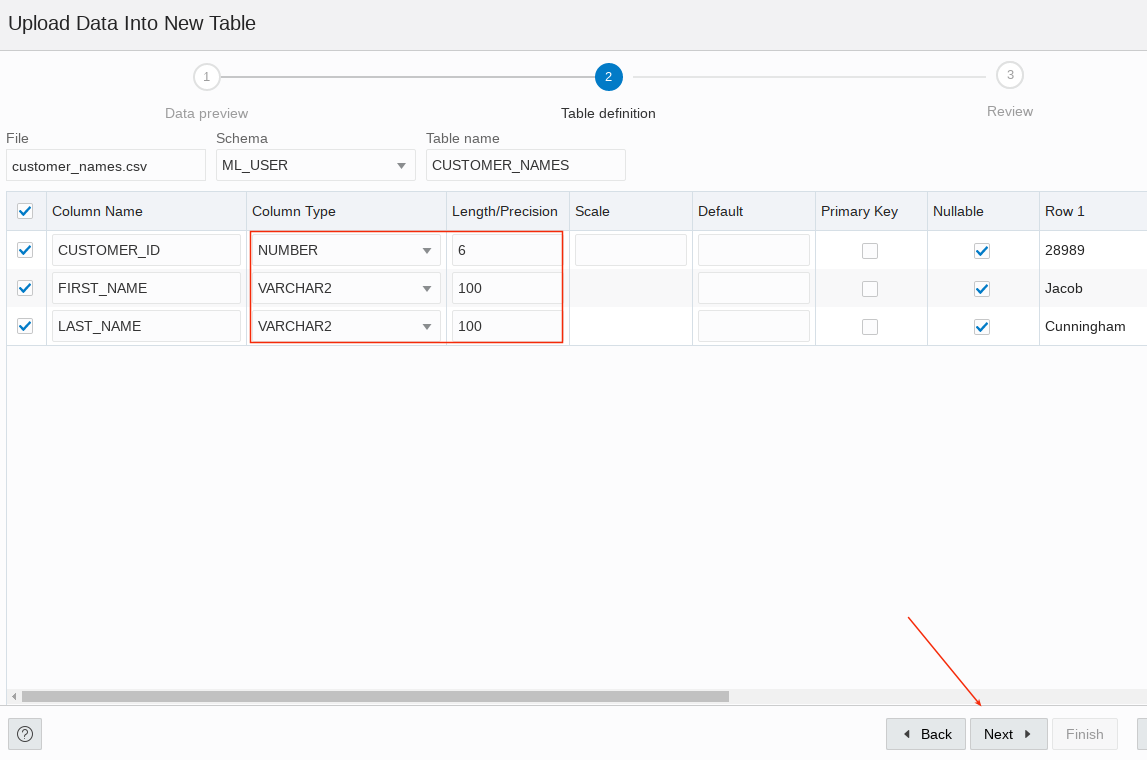 Upload Data Into New Table
1 2 3
Data preview Table definition Review
File Schema Table name
customer_names.csv ML_USER CUSTOMER_NAMES
Column Name Column Type Length/Precision Scale Default Primary Key Nullable Row 1
CUSTOMER_ID NUMBER 6 28989
FIRST_NAME VARCHAR2 100 Jacob
LAST_NAME VARCHAR2 100 Cunningham
? Back Next Finish